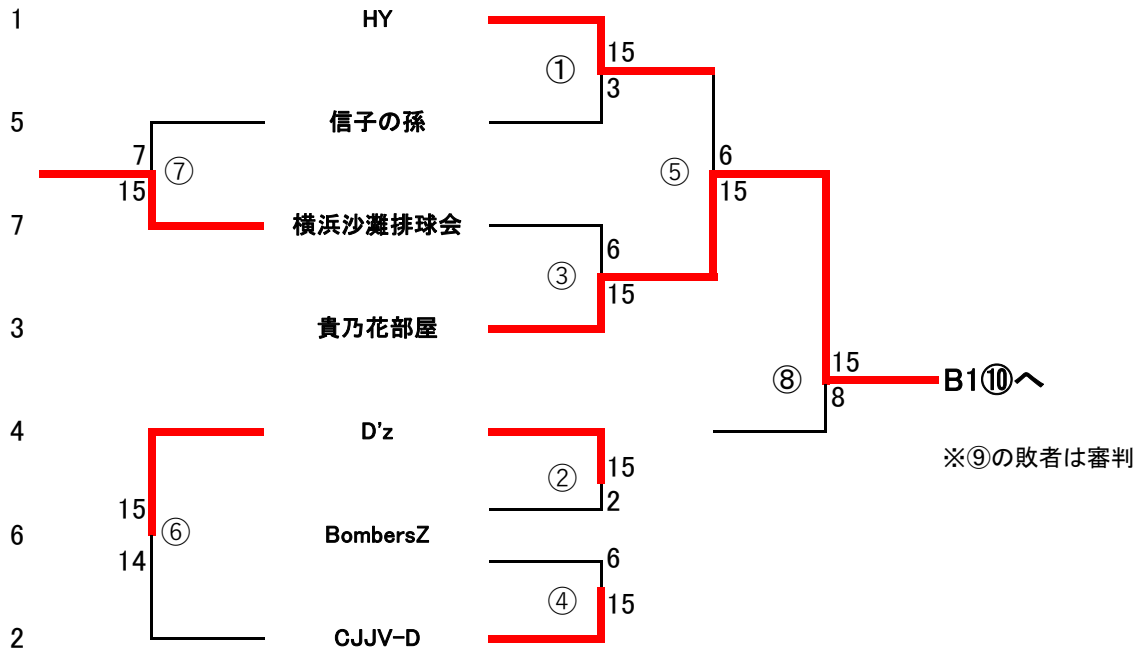 1 HY
15
①
3
5 信子の孫
7 ⑦ ⑤ 6
15 15
7 横浜沙灘排球会
6
③
15
3 貴乃花部屋
15
⑧ B1⑩へ
8
4 D'z
※⑨の敗者は審判
15
②
15 2
6 ⑥ BombersZ
14 6
④ 15
2 CJJV-D